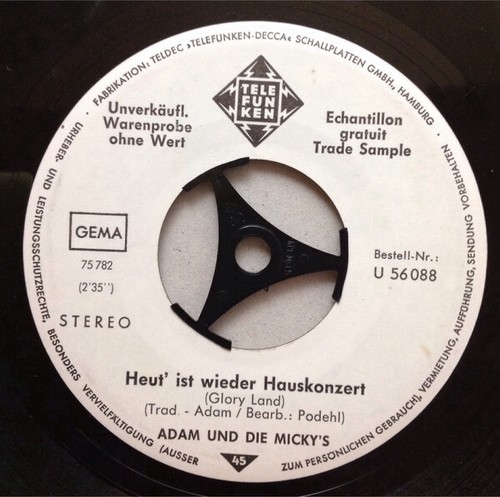 FABRIKATION: TELDEC »TELEFUNKEN-DECCA« SCHALLPLATTEN GMBH, HAMBURG ·
TELE
FUN
KEN
Unverkäufl.
Warenprobe
ohne Wert
Echantillon
gratuit
Trade Sample
GEMA
75 782
(2'35'')
STEREO
Bestell-Nr.:
U 56 088
Heut' ist wieder Hauskonzert
(Glory Land)
(Trad. - Adam / Bearb.: Podehl)
ADAM UND DIE MICKY'S
45
URHEBER- UND LEISTUNGSSCHUTZRECHTE, BESONDERS VERVIELFÄLTIGUNG (AUSSER ZUM PERSÖNLICHEN GEBRAUCH), VERMIETUNG, AUFFÜHRUNG, SENDUNG VORBEHALTEN ·